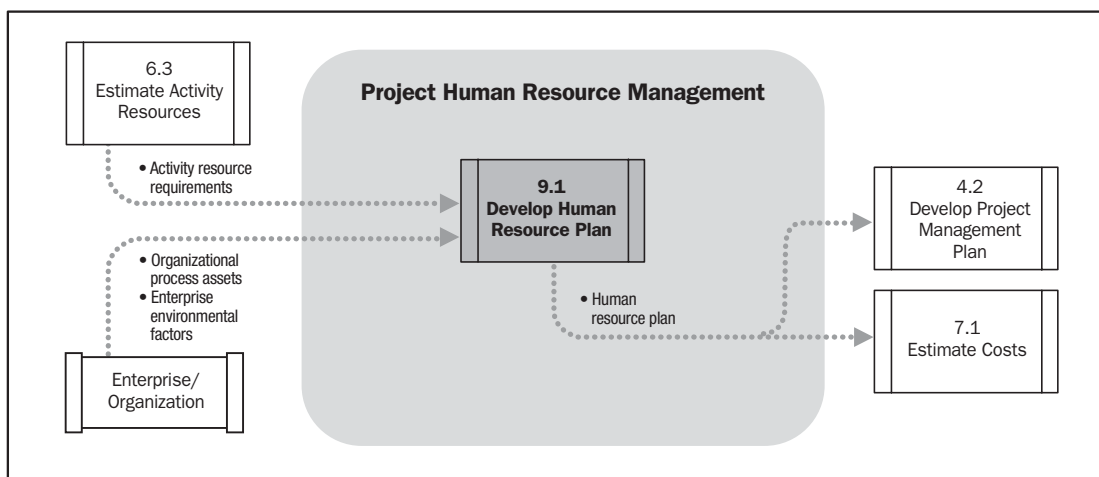 6.3
Estimate Activity
Resources
Project Human Resource Management
• Activity resource
requirements
9.1
Develop Human
Resource Plan
4.2
Develop Project
Management
Plan
• Organizational
process assets
• Enterprise
environmental
factors
• Human
resource plan
7.1
Estimate Costs
Enterprise/
Organization